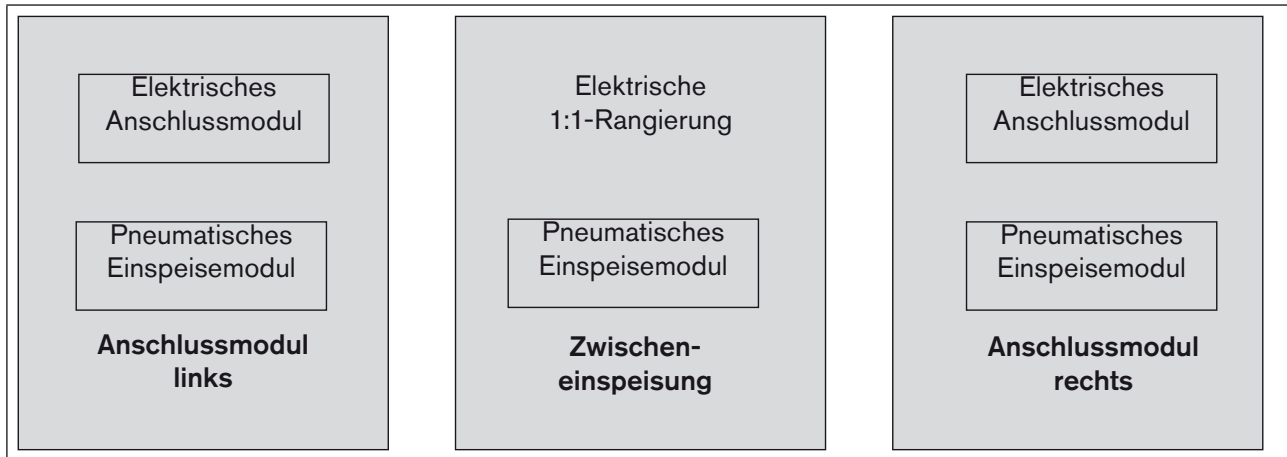 Elektrisches
Anschlussmodul
Pneumatisches
Einspeisemodul
Anschlussmodul
links
Elektrische
1:1-Rangierung
Pneumatisches
Einspeisemodul
Zwischen-
einspeisung
Elektrisches
Anschlussmodul
Pneumatisches
Einspeisemodul
Anschlussmodul
rechts